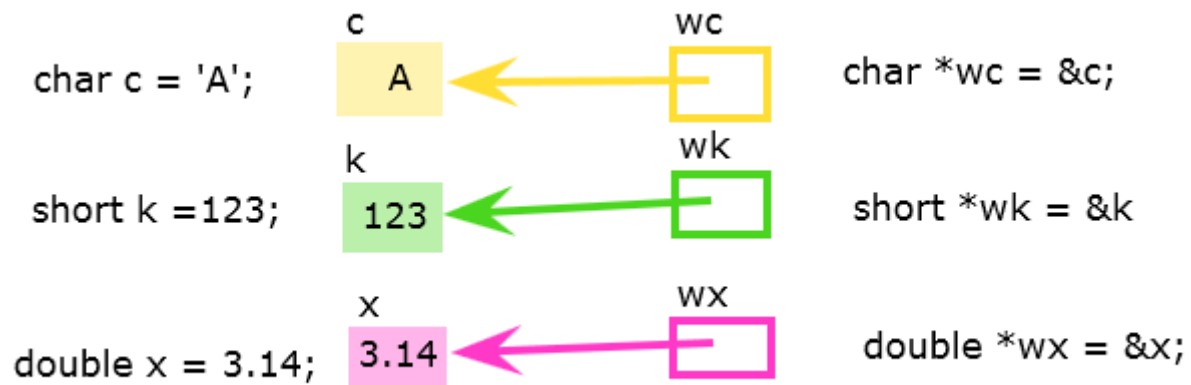 c wc
char c = 'A'; A char *wc = &c;
k wk
short k =123; 123 short *wk = &k
x wx
double x = 3.14; 3.14 double *wx = &x;